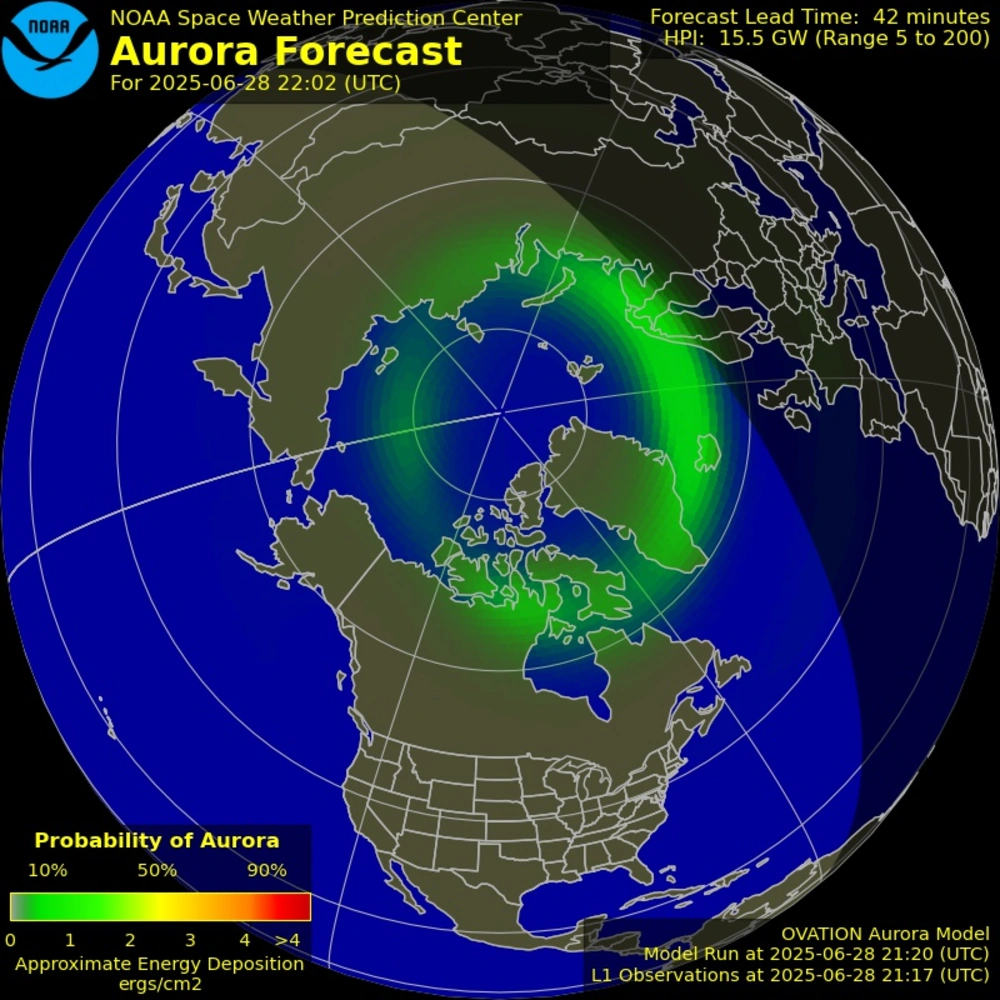 NOAA
NOAA Space Weather Prediction Center
Aurora Forecast
For 2025-06-28 22:02 (UTC)
Forecast Lead Time: 42 minutes
HPI: 15.5 GW (Range 5 to 200)
Probability of Aurora
10% 50% 90%
0 1 2 3 4 >4
Approximate Energy Deposition
ergs/cm2
OVATION Aurora Model
Model Run at 2025-06-28 21:20 (UTC)
L1 Observations at 2025-06-28 21:17 (UTC)